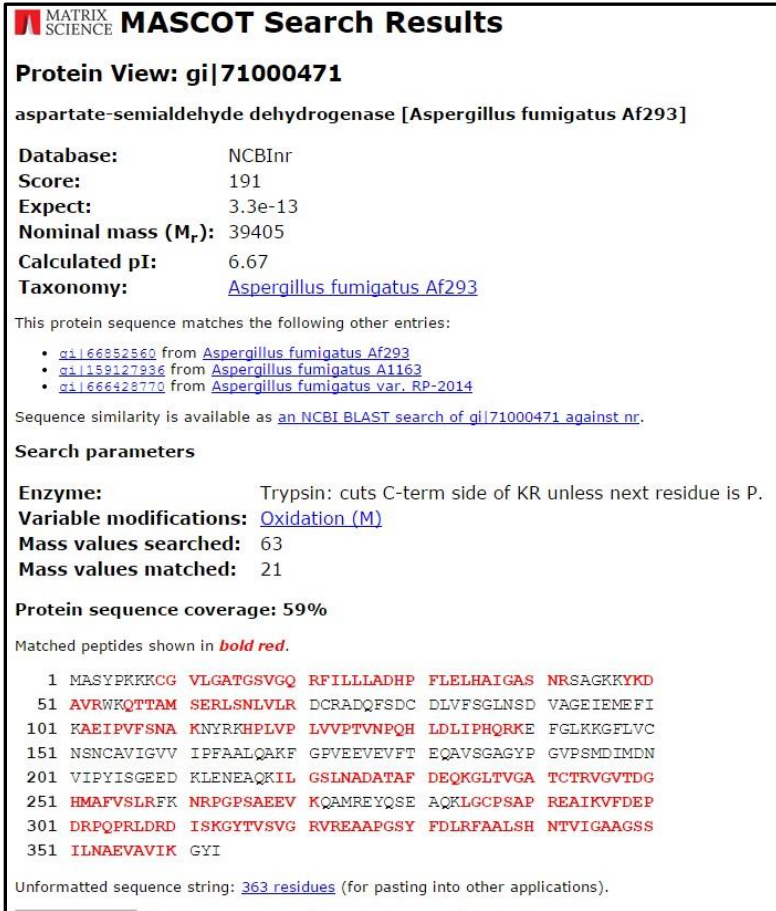 MATRIX SCIENCE MASCOT Search Results
Protein View: gi|71000471
aspartate-semialdehyde dehydrogenase [Aspergillus fumigatus Af293]
Database: NCBInr
Score: 191
Expect: 3.3e-13
Nominal mass (Mr): 39405
Calculated pI: 6.67
Taxonomy: Aspergillus fumigatus Af293
This protein sequence matches the following other entries:
• gi|66852560 from Aspergillus fumigatus Af293
• gi|159127936 from Aspergillus fumigatus A1163
• gi|666428770 from Aspergillus fumigatus var. RP-2014
Sequence similarity is available as an NCBI BLAST search of gi|71000471 against nr.
Search parameters
Enzyme: Trypsin: cuts C-term side of KR unless next residue is P.
Variable modifications: Oxidation (M)
Mass values searched: 63
Mass values matched: 21
Protein sequence coverage: 59%
Matched peptides shown in bold red.
1 MASYPKKKCG VLGATGSVGQ RFILLLADHP FLELHAIGAS NRSAGKKYKD
51 AVRWKQTTAM SERLSNLVLR DCRADQFSDC DLVFSGLNSD VAGEIEMEFI
101 KAEIPVFSNA KNYRKHPLVP LVVPTVNPQH LDLIPHQRKE FGLKKGFLVC
151 NSNCAVIGVV IPFAALQAKF GPVEEVEVFT EQAVSGAGYP GVPSMDIMDN
201 VIPYISGEED KLENEAQKIL GSLNADATAF DEQKGLTVGA TCTRVGVTDG
251 HMAFVSLRFK NRPGPSAEEV KQAMREYQSE AQKLGCPSAP REAIKVFDEP
301 DRPQPRLDRD ISKGYTVSVG RVREAAPGSY FDLRFAALSH NTVIGAAGSS
351 ILNAEVAVIK GYI
Unformatted sequence string: 363 residues (for pasting into other applications).